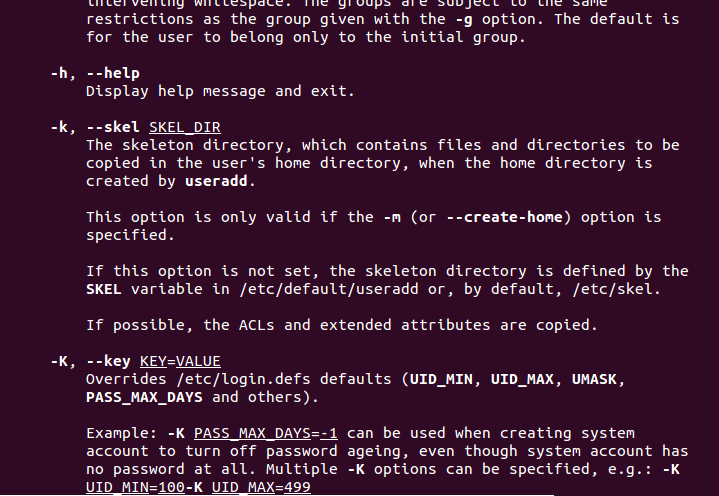 intervening whitespace. The groups are subject to the same
restrictions as the group given with the -g option. The default is
for the user to belong only to the initial group.
-h, --help
Display help message and exit.
-k, --skel SKEL_DIR
The skeleton directory, which contains files and directories to be
copied in the user's home directory, when the home directory is
created by useradd.
This option is only valid if the -m (or --create-home) option is
specified.
If this option is not set, the skeleton directory is defined by the
SKEL variable in /etc/default/useradd or, by default, /etc/skel.
If possible, the ACLs and extended attributes are copied.
-K, --key KEY=VALUE
Overrides /etc/login.defs defaults (UID_MIN, UID_MAX, UMASK,
PASS_MAX_DAYS and others).
Example: -K PASS_MAX_DAYS=-1 can be used when creating system
account to turn off password ageing, even though system account has
no password at all. Multiple -K options can be specified, e.g.: -K
UID_MIN=100-K UID_MAX=499